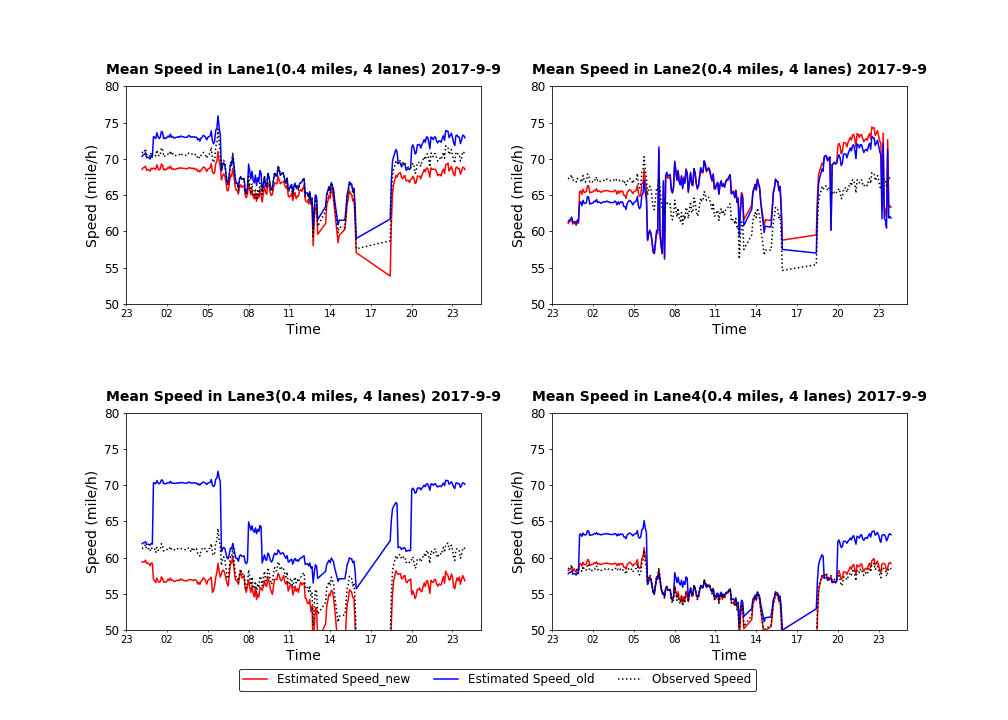 Mean Speed in Lane1(0.4 miles, 4 lanes) 2017-9-9
80
75
70
65
60
55
50
Speed (mile/h)
23 02 05 08 11 14 17 20 23
Time
Mean Speed in Lane2(0.4 miles, 4 lanes) 2017-9-9
80
75
70
65
60
55
50
Speed (mile/h)
23 02 05 08 11 14 17 20 23
Time
Mean Speed in Lane3(0.4 miles, 4 lanes) 2017-9-9
80
75
70
65
60
55
50
Speed (mile/h)
23 02 05 08 11 14 17 20 23
Time
Mean Speed in Lane4(0.4 miles, 4 lanes) 2017-9-9
80
75
70
65
60
55
50
Speed (mile/h)
23 02 05 08 11 14 17 20 23
Time
Estimated Speed_new Estimated Speed_old Observed Speed